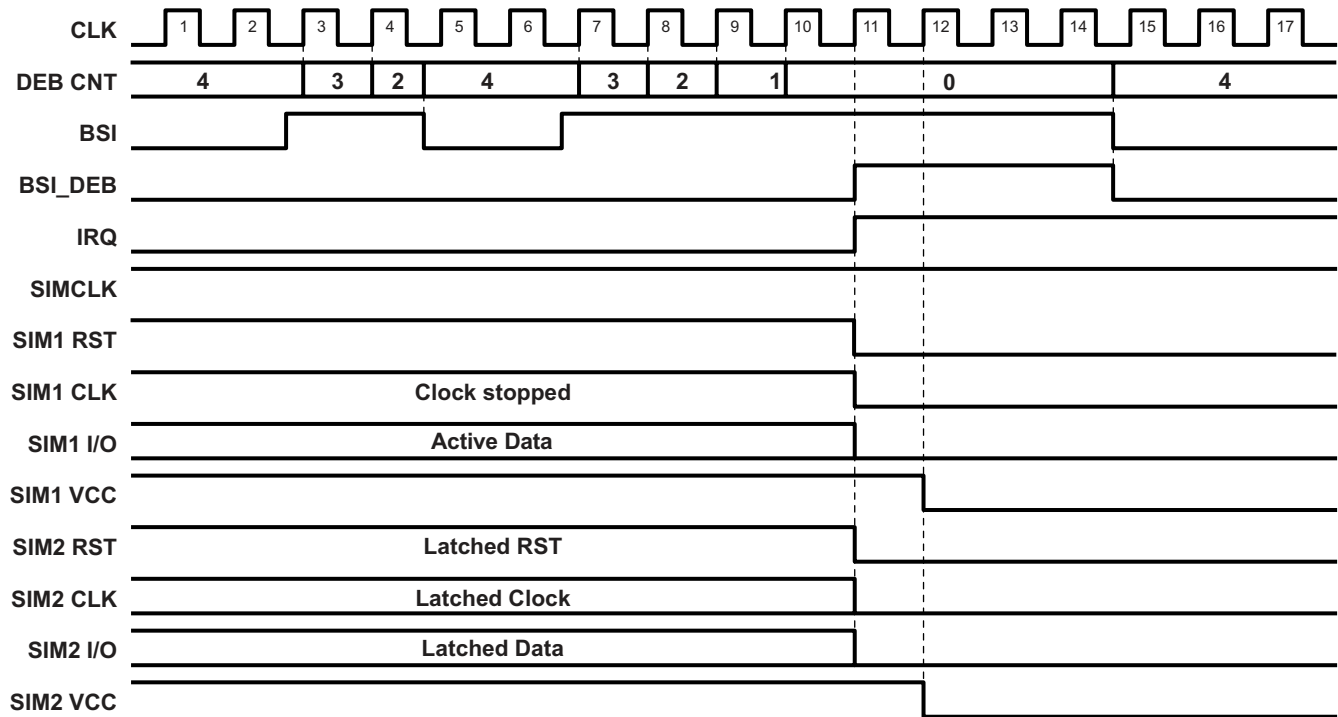 CLK 1 2 3 4 5 6 7 8 9 10 11 12 13 14 15 16 17
DEB CNT 4 3 2 4 3 2 1 0 4
BSI
BSI_DEB
IRQ
SIMCLK
SIM1 RST
SIM1 CLK Clock stopped
SIM1 I/O Active Data
SIM1 VCC
SIM2 RST Latched RST
SIM2 CLK Latched Clock
SIM2 I/O Latched Data
SIM2 VCC